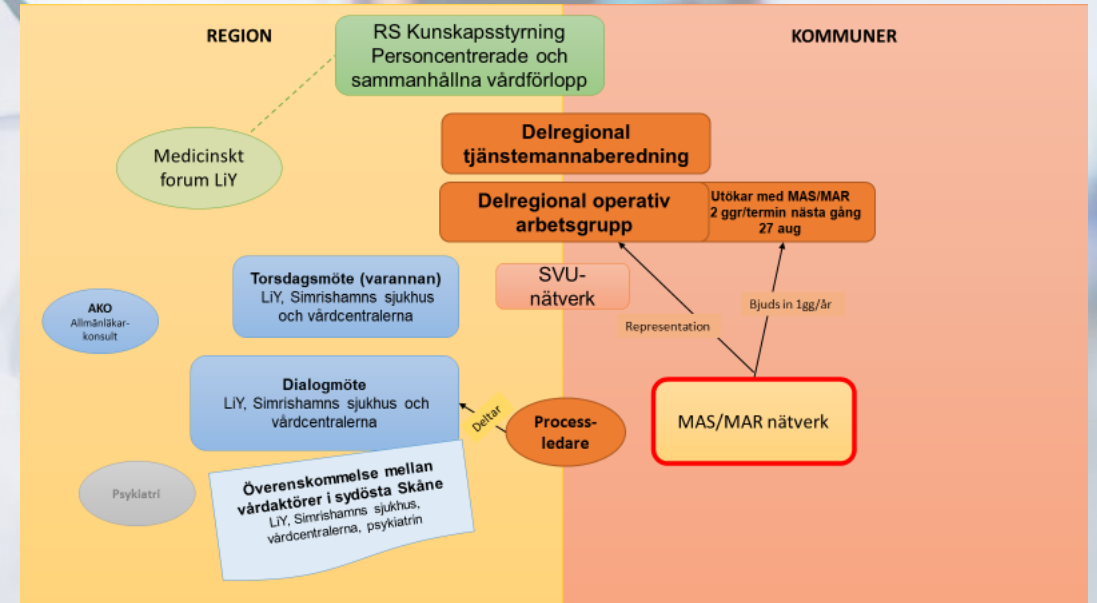 REGION
KOMMUNER
RS Kunskapsstyrning
Personcentrerade och
sammanhållna vårdförlopp
Medicinskt
forum LiY
Delregional
tjänstemannaberedning
Delregional operativ
arbetsgrupp
Utökar med MAS/MAR
2 ggr/termin nästa gång
27 aug
Torsdagsmöte (varannan)
LiY, Simrishamns sjukhus
och vårdcentralerna
SVU-
nätverk
AKO
Allmänläkar-
konsult
Bjuds in 1gg/år
Representation
Dialogmöte
LiY, Simrishamns sjukhus och
vårdcentralerna
Deltar
Process-
ledare
MAS/MAR nätverk
Psykiatri
Överenskommelse mellan
vårdaktörer i sydösta Skåne
LiY, Simrishamns sjukhus,
vårdcentralerna, psykiatrin